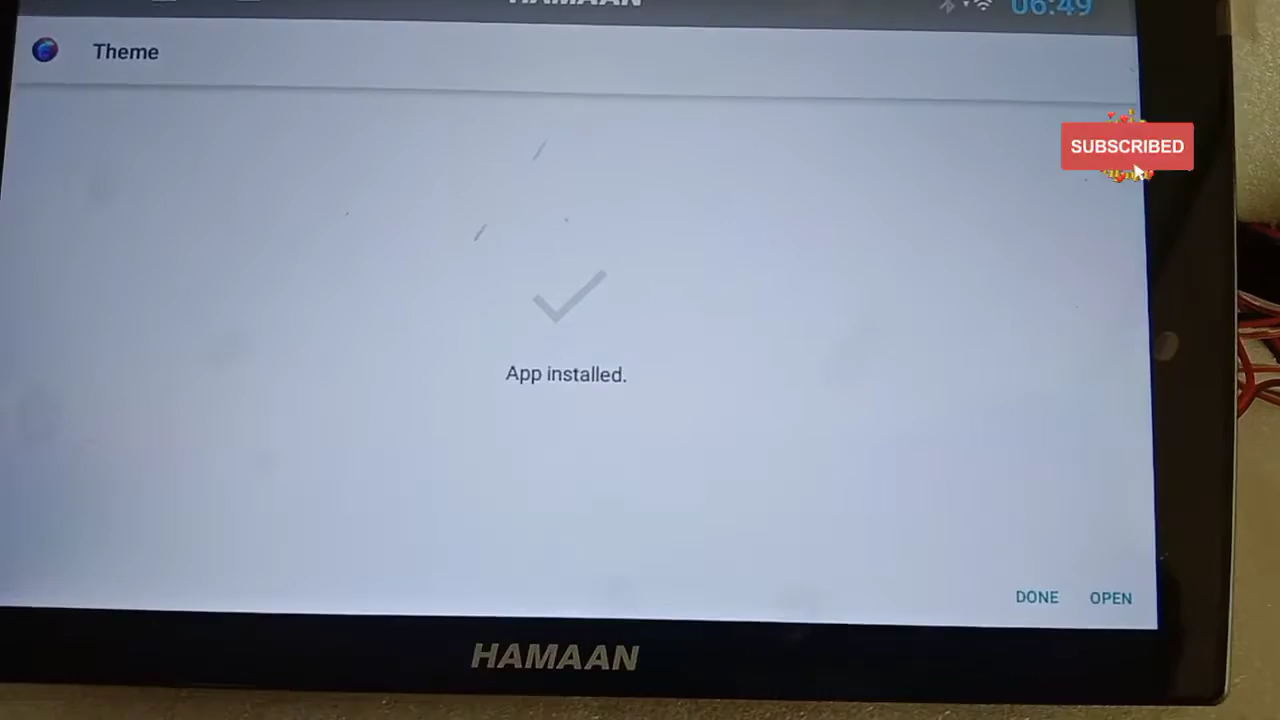 HAMAAN
06:49
Theme
SUBSCRIBED
App installed.
DONE
OPEN
HAMAAN